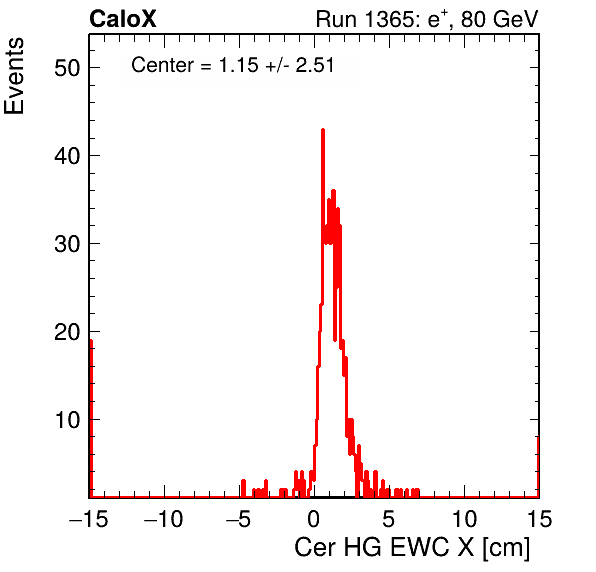 CaloX Run 1365: e⁺, 80 GeV
Center = 1.15 +/- 2.51
Events
50
40
30
20
10
−15 −10 −5 0 5 10 15
Cer HG EWC X [cm]